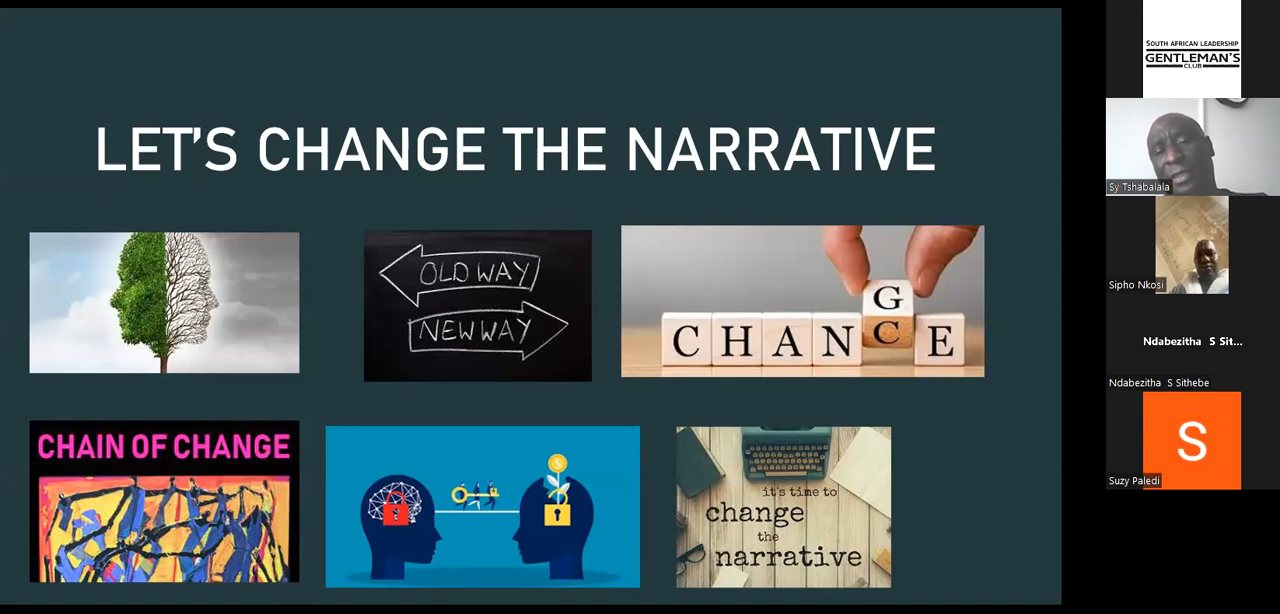 LET'S CHANGE THE NARRATIVE
OLD WAY
NEW WAY
G
CHANCE
CHAIN OF CHANGE
$
it's time to
change
the
narrative
SOUTH AFRICAN LEADERSHIP
GENTLEMAN'S
CLUB
Sy Tshabalala
Sipho Nkosi
Ndabezitha S Sit...
Ndabezitha S Sithebe
S
Suzy Paledi